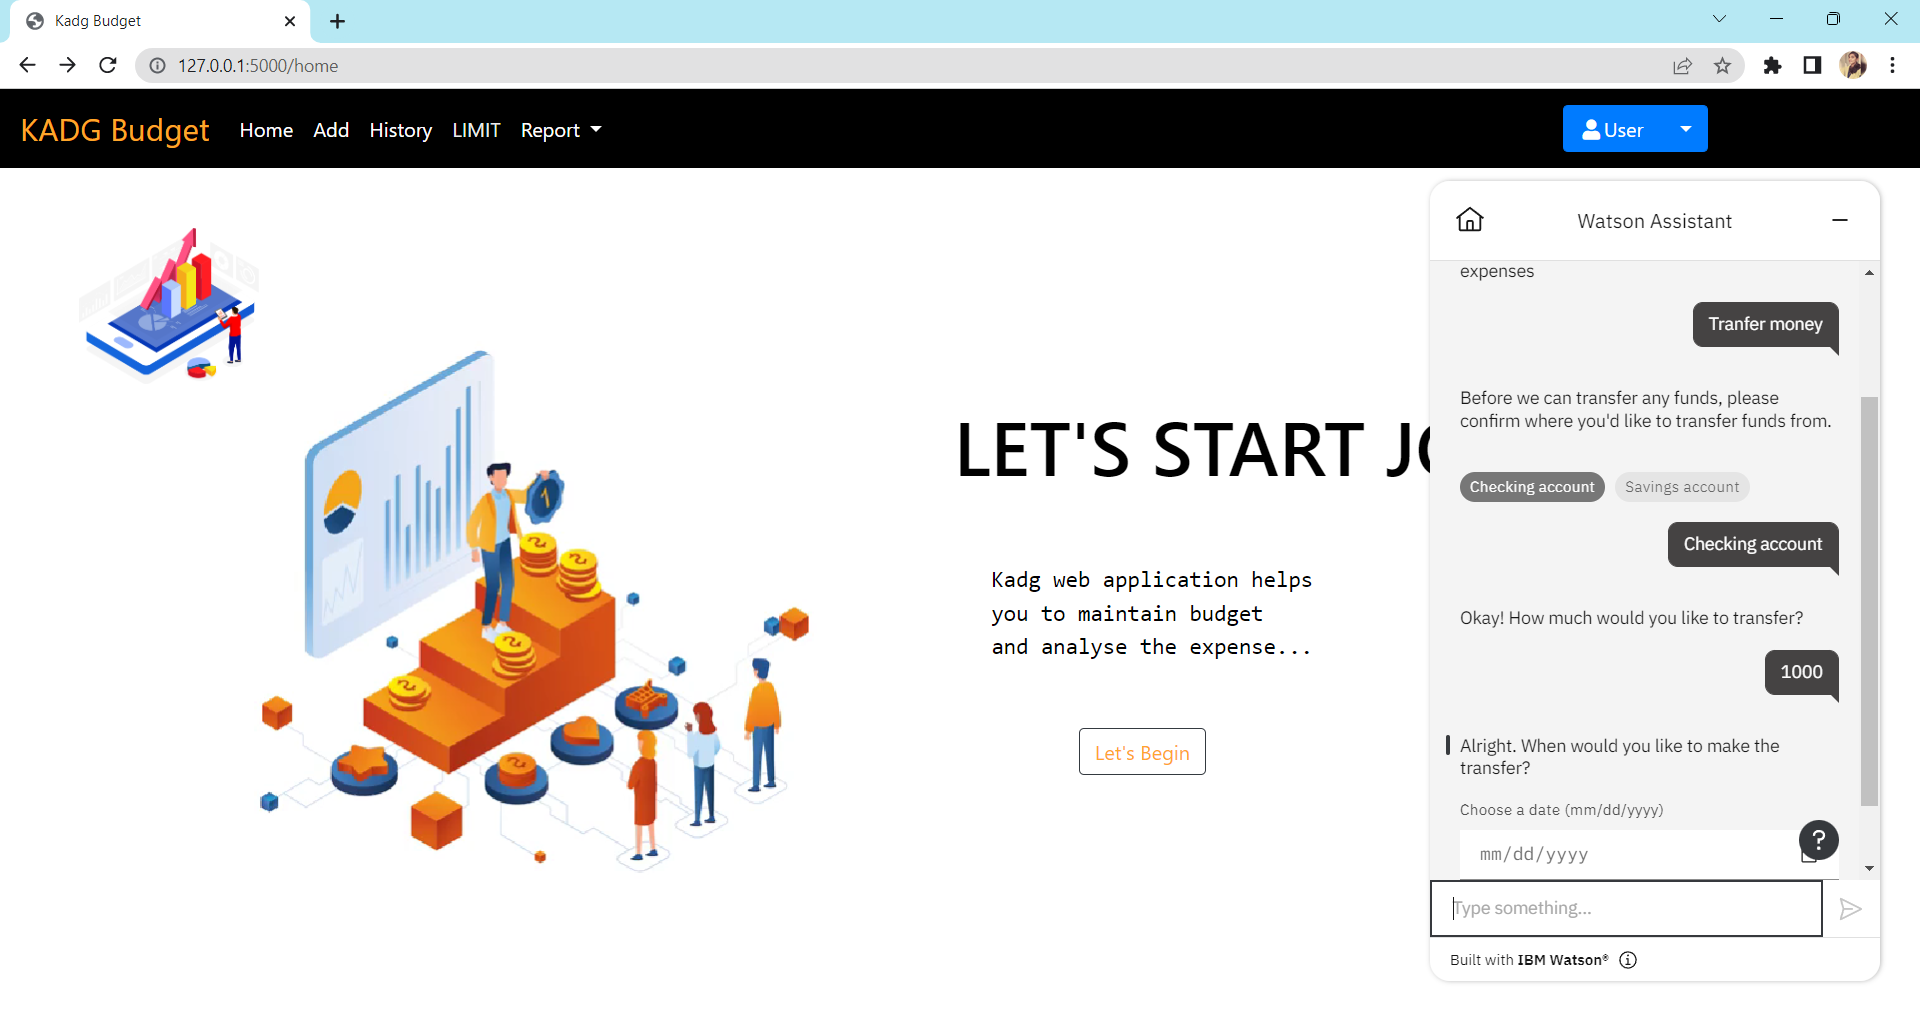 Kadg Budget
127.0.0.1:5000/home
KADG Budget Home Add History LIMIT Report User
Watson Assistant
expenses
Tranfer money
Before we can transfer any funds, please
confirm where you'd like to transfer funds from.
Checking account Savings account
Checking account
Okay! How much would you like to transfer?
1000
Alright. When would you like to make the
transfer?
Choose a date (mm/dd/yyyy)
mm/dd/yyyy
?
Type something...
Built with IBM Watson®
LET'S START
Kadg web application helps
you to maintain budget
and analyse the expense...
Let's Begin